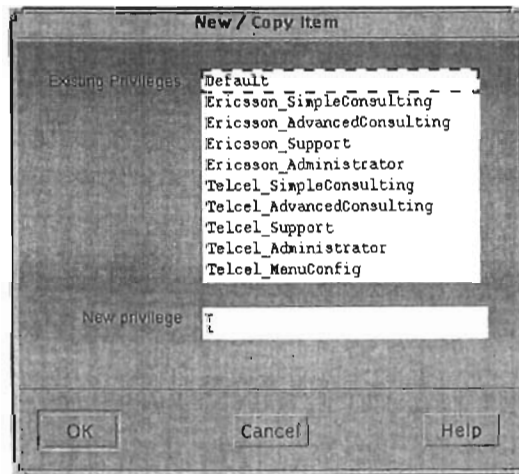 New / Copy Item
Existing Privileges
Default
Ericsson_SimpleConsulting
Ericsson_AdvancedConsulting
Ericsson_Support
Ericsson_Administrator
Telcel_SimpleConsulting
Telcel_AdvancedConsulting
Telcel_Support
Telcel_Administrator
Telcel_MenuConfig
New privilege
OK Cancel Help